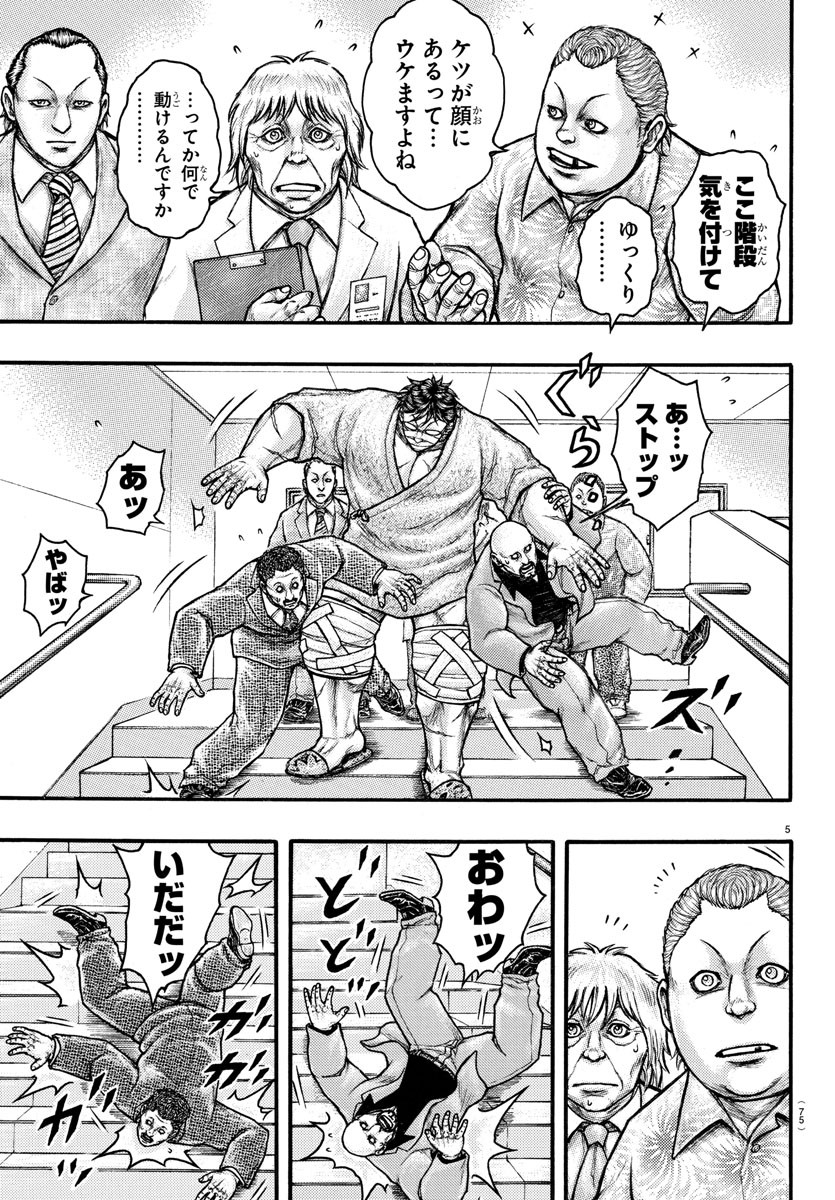 ここ階段
気を付けて
ゆっくり
………
ケツが顔に
あるって…
ウケますよね
…ってか何で
動けるんですか
………
あ…ッ
ストップ
ぐら
あッ
やばッ
ズ
5
おわッ
ドドド
いだだッ
ガガガ
(75)